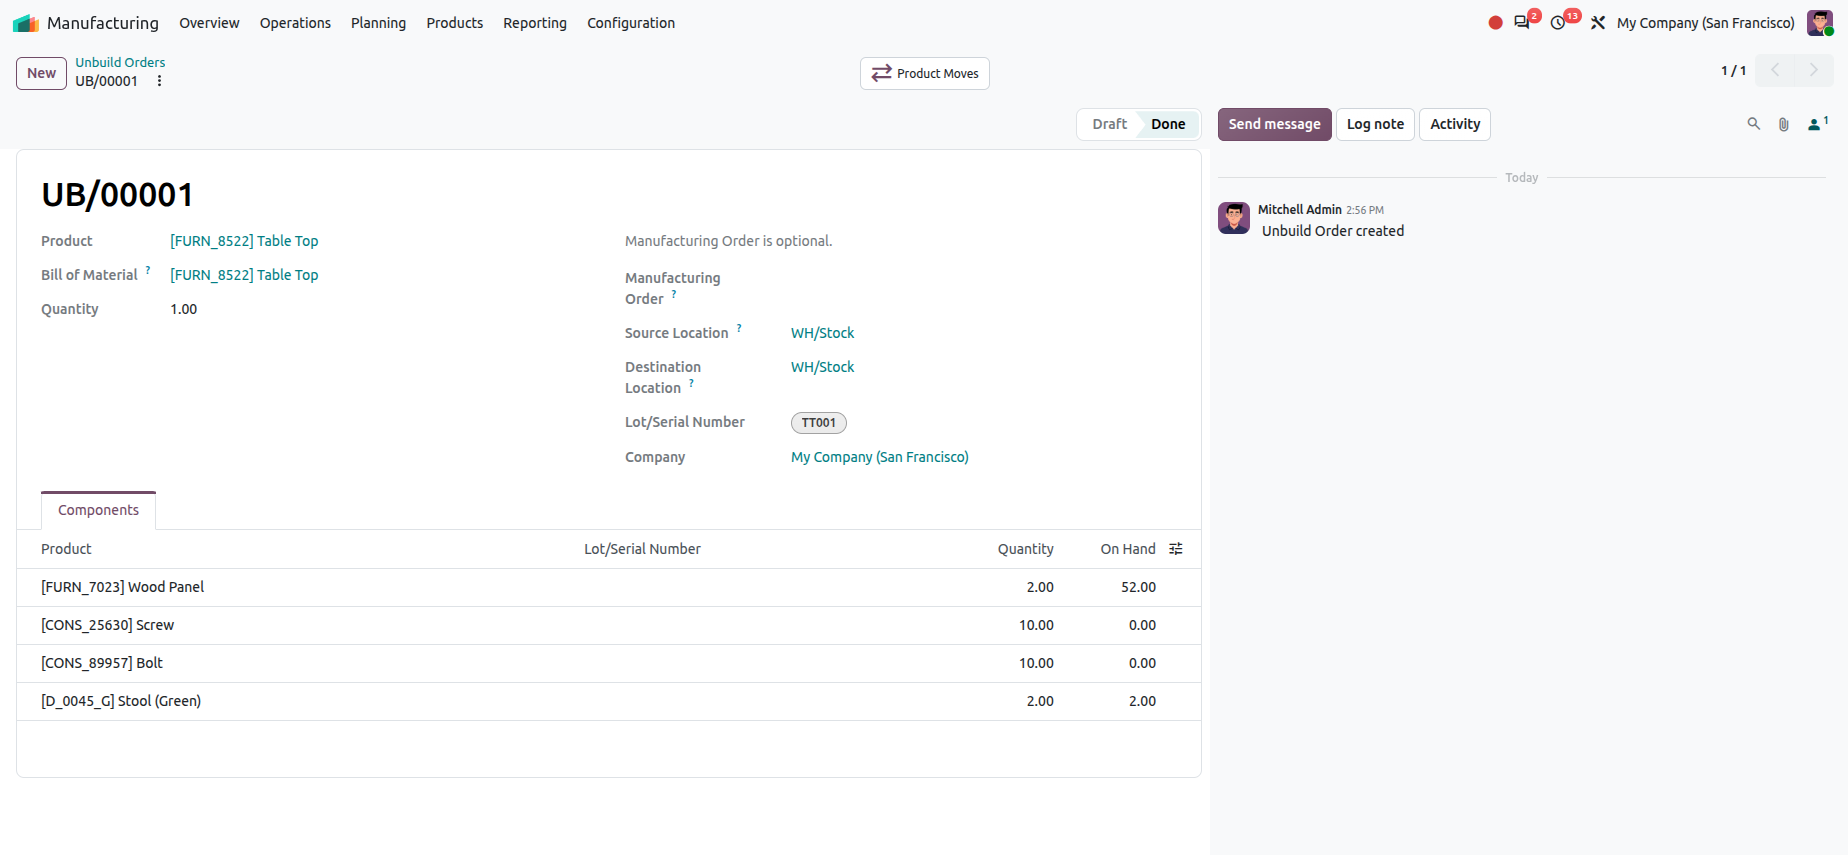 Manufacturing Overview Operations Planning Products Reporting Configuration 2 13 My Company (San Francisco)
New Unbuild Orders
UB/00001
Product Moves
1 / 1
Draft Done
Send message Log note Activity 1
UB/00001
Product [FURN_8522] Table Top
Bill of Material ? [FURN_8522] Table Top
Quantity 1.00
Manufacturing Order is optional.
Manufacturing
Order ?
Source Location ? WH/Stock
Destination
Location ? WH/Stock
Lot/Serial Number TT001
Company My Company (San Francisco)
Components
Product Lot/Serial Number Quantity On Hand
[FURN_7023] Wood Panel 2.00 52.00
[CONS_25630] Screw 10.00 0.00
[CONS_89957] Bolt 10.00 0.00
[D_0045_G] Stool (Green) 2.00 2.00
Today
Mitchell Admin 2:56 PM
Unbuild Order created